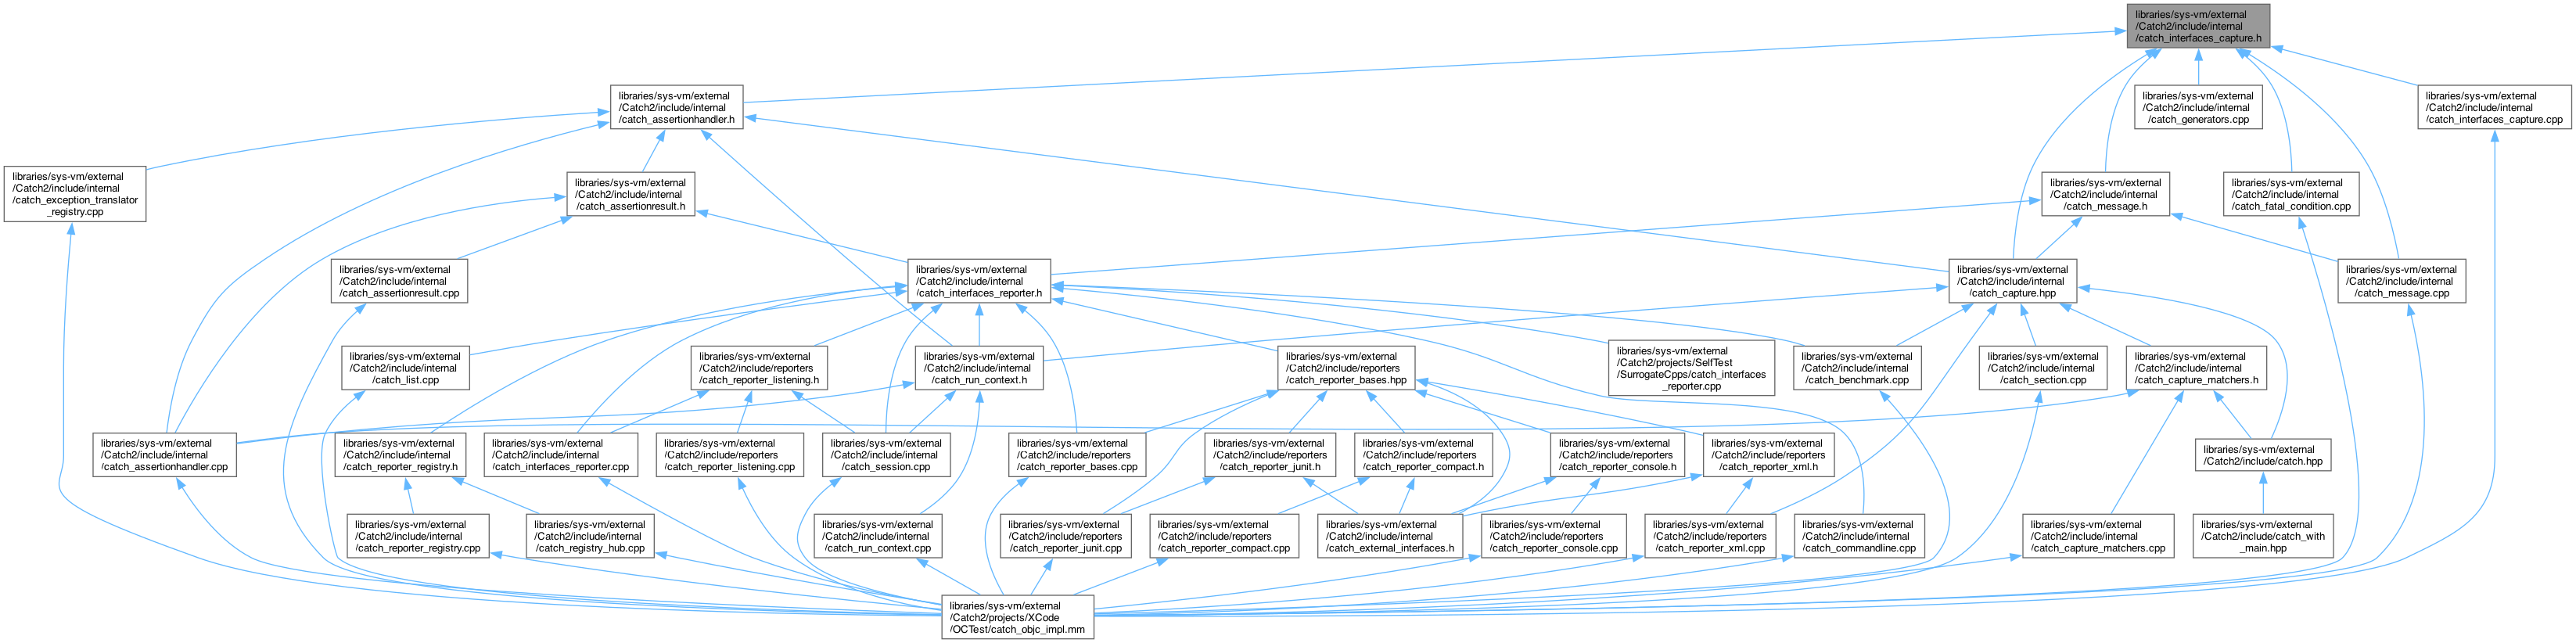 libraries/sys-vm/external
/Catch2/include/internal
/catch_interfaces_capture.h
libraries/sys-vm/external
/Catch2/include/internal
/catch_assertionhandler.h
libraries/sys-vm/external
/Catch2/include/internal
/catch_generators.cpp
libraries/sys-vm/external
/Catch2/include/internal
/catch_interfaces_capture.cpp
libraries/sys-vm/external
/Catch2/include/internal
/catch_exception_translator
_registry.cpp
libraries/sys-vm/external
/Catch2/include/internal
/catch_assertionresult.h
libraries/sys-vm/external
/Catch2/include/internal
/catch_message.h
libraries/sys-vm/external
/Catch2/include/internal
/catch_fatal_condition.cpp
libraries/sys-vm/external
/Catch2/include/internal
/catch_assertionresult.cpp
libraries/sys-vm/external
/Catch2/include/internal
/catch_interfaces_reporter.h
libraries/sys-vm/external
/Catch2/include/internal
/catch_capture.hpp
libraries/sys-vm/external
/Catch2/include/internal
/catch_message.cpp
libraries/sys-vm/external
/Catch2/include/internal
/catch_list.cpp
libraries/sys-vm/external
/Catch2/include/reporters
/catch_reporter_listening.h
libraries/sys-vm/external
/Catch2/include/internal
/catch_run_context.h
libraries/sys-vm/external
/Catch2/include/reporters
/catch_reporter_bases.hpp
libraries/sys-vm/external
/Catch2/projects/SelfTest
/SurrogateCpps/catch_interfaces
_reporter.cpp
libraries/sys-vm/external
/Catch2/include/internal
/catch_benchmark.cpp
libraries/sys-vm/external
/Catch2/include/internal
/catch_section.cpp
libraries/sys-vm/external
/Catch2/include/internal
/catch_capture_matchers.h
libraries/sys-vm/external
/Catch2/include/internal
/catch_assertionhandler.cpp
libraries/sys-vm/external
/Catch2/include/internal
/catch_reporter_registry.h
libraries/sys-vm/external
/Catch2/include/internal
/catch_interfaces_reporter.cpp
libraries/sys-vm/external
/Catch2/include/reporters
/catch_reporter_listening.cpp
libraries/sys-vm/external
/Catch2/include/internal
/catch_session.cpp
libraries/sys-vm/external
/Catch2/include/reporters
/catch_reporter_bases.cpp
libraries/sys-vm/external
/Catch2/include/reporters
/catch_reporter_junit.h
libraries/sys-vm/external
/Catch2/include/reporters
/catch_reporter_compact.h
libraries/sys-vm/external
/Catch2/include/reporters
/catch_reporter_console.h
libraries/sys-vm/external
/Catch2/include/reporters
/catch_reporter_xml.h
libraries/sys-vm/external
/Catch2/include/catch.hpp
libraries/sys-vm/external
/Catch2/include/internal
/catch_reporter_registry.cpp
libraries/sys-vm/external
/Catch2/include/internal
/catch_registry_hub.cpp
libraries/sys-vm/external
/Catch2/include/internal
/catch_run_context.cpp
libraries/sys-vm/external
/Catch2/include/reporters
/catch_reporter_junit.cpp
libraries/sys-vm/external
/Catch2/include/reporters
/catch_reporter_compact.cpp
libraries/sys-vm/external
/Catch2/include/internal
/catch_external_interfaces.h
libraries/sys-vm/external
/Catch2/include/reporters
/catch_reporter_console.cpp
libraries/sys-vm/external
/Catch2/include/reporters
/catch_reporter_xml.cpp
libraries/sys-vm/external
/Catch2/include/internal
/catch_commandline.cpp
libraries/sys-vm/external
/Catch2/include/internal
/catch_capture_matchers.cpp
libraries/sys-vm/external
/Catch2/include/catch_with
_main.hpp
libraries/sys-vm/external
/Catch2/projects/XCode
/OCTest/catch_objc_impl.mm